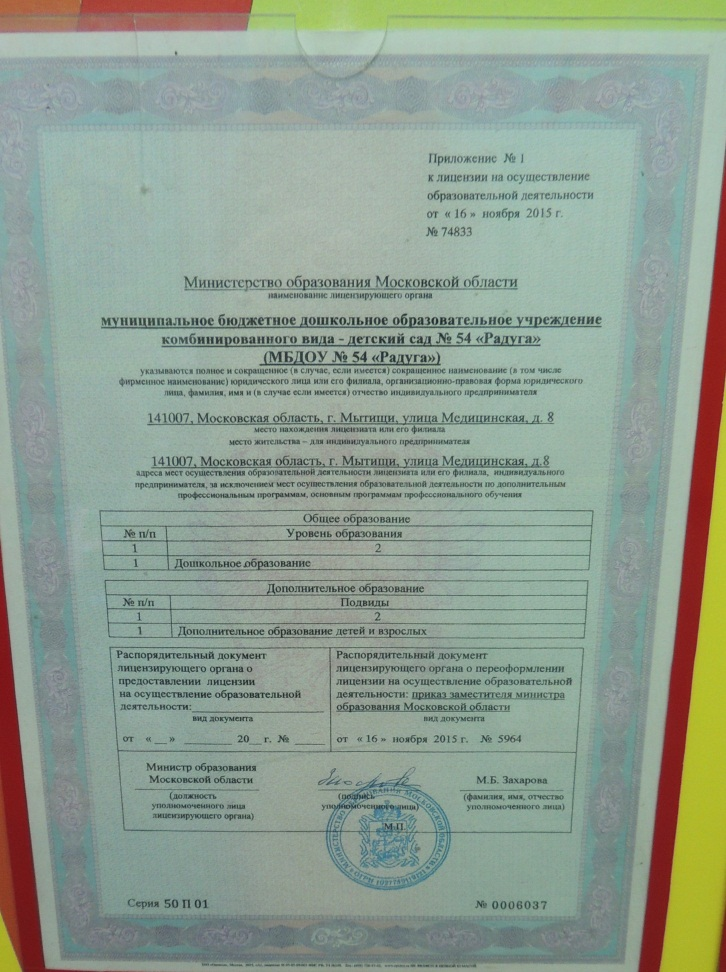 Приложение № 1
к лицензии на осуществление
образовательной деятельности
от « 16 » ноября 2015 г.
№ 74833
Министерство образования Московской области
наименование лицензирующего органа
муниципальное бюджетное дошкольное образовательное учреждение
комбинированного вида - детский сад № 54 «Радуга»
(МБДОУ № 54 «Радуга»)
указываются полное и сокращенное (в случае, если имеется) сокращенное наименование (в том числе
фирменное наименование) юридического лица или его филиала, организационно-правовая форма юридического
лица, фамилия, имя и (в случае если имеется) отчество индивидуального предпринимателя
141007, Московская область, г. Мытищи, улица Медицинская, д. 8
место нахождения лицензиата или его филиала
место жительства – для индивидуального предпринимателя
141007, Московская область, г. Мытищи, улица Медицинская, д.8
адреса мест осуществления образовательной деятельности лицензиата или его филиала, индивидуального
предпринимателя, за исключением мест осуществления образовательной деятельности по дополнительным
профессиональным программам, основным программам профессионального обучения
Общее образование
№ п/п Уровень образования
1 2
1 Дошкольное образование
Дополнительное образование
№ п/п Подвиды
1 2
1 Дополнительное образование детей и взрослых
Распорядительный документ
лицензирующего органа о
предоставлении лицензии
на осуществление образовательной
деятельности:
вид документа
от « __ » ________ 20__ г. № _____
Распорядительный документ
лицензирующего органа о переоформлении
лицензии на осуществление образовательной
деятельности: приказ заместителя министра
образования Московской области
вид документа
от « 16 » ноября 2015 г. № 5964
Министр образования
Московской области
(должность
уполномоченного лица
лицензирующего органа)
(подпись
уполномоченного лица)
М.П.
М.Б. Захарова
(фамилия, имя, отчество
уполномоченного лица)
МИНИСТЕРСТВО ОБРАЗОВАНИЯ МОСКОВСКОЙ ОБЛАСТИ
Серия 50 П 01
№ 0006037